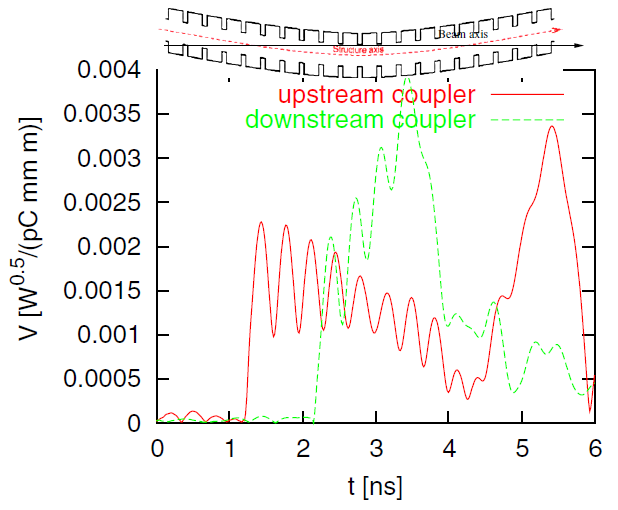 Beam axis
Structure axis
0.004
upstream coupler
0.0035
downstream coupler
0.003
0.0025
0.002
0.0015
0.001
0.0005
0
V [W^0.5/(pC mm m)]
0 1 2 3 4 5 6
t [ns]